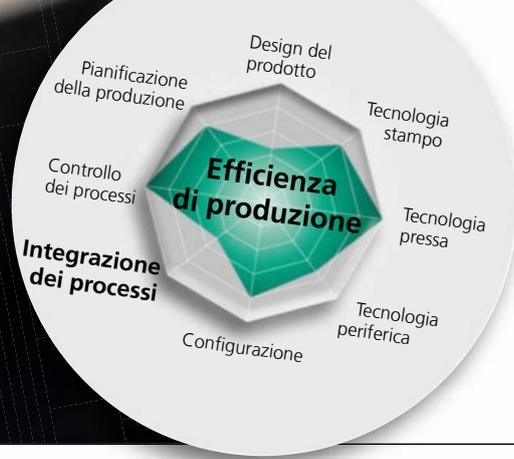 Design del
prodotto
Tecnologia
stampo
Tecnologia
pressa
Tecnologia
periferica
Configurazione
Integrazione
dei processi
Controllo
dei processi
Pianificazione
della produzione
Efficienza
di produzione